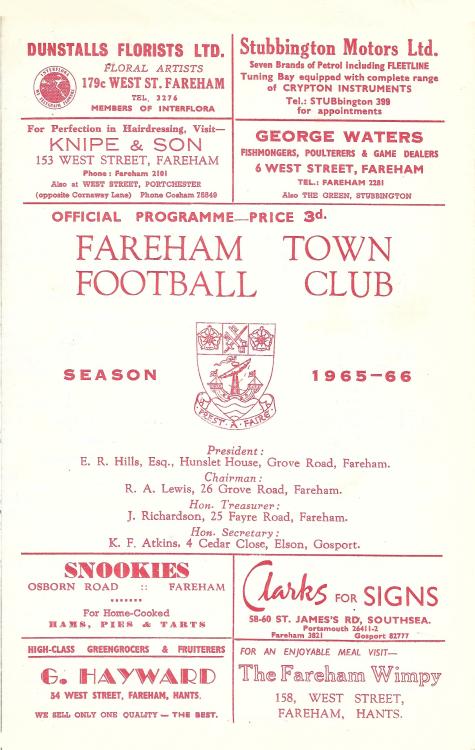 DUNSTALLS FLORISTS LTD.
FLORAL ARTISTS
179c WEST ST. FAREHAM
TEL. 3276
MEMBERS OF INTERFLORA
INTERFLORA
Stubbington Motors Ltd.
Seven Brands of Petrol including FLEETLINE
Tuning Bay equipped with complete range
of CRYPTON INSTRUMENTS
Tel.: STUBbington 399
for appointments
For Perfection in Hairdressing, Visit—
KNIPE & SON
153 WEST STREET, FAREHAM
Phone: Fareham 2101
Also at WEST STREET, PORTCHESTER
(opposite Cornaway Lane) Phone Cosham 75849
GEORGE WATERS
FISHMONGERS, POULTERERS & GAME DEALERS
6 WEST STREET, FAREHAM
TEL.: FAREHAM 2281
Also THE GREEN, STUBBINGTON
OFFICIAL PROGRAMME—PRICE 3d.
FAREHAM TOWN
FOOTBALL CLUB
SEASON 1965-66
PREST A FAIRE
President:
E. R. Hills, Esq., Hunslet House, Grove Road, Fareham.
Chairman:
R. A. Lewis, 26 Grove Road, Fareham.
Hon. Treasurer:
J. Richardson, 25 Fayre Road, Fareham.
Hon. Secretary:
K. F. Atkins, 4 Cedar Close, Elson, Gosport.
SNOOKIES
OSBORN ROAD :: FAREHAM
.......
For Home-Cooked
HAMS, PIES & TARTS
Clarks FOR SIGNS
58-60 ST. JAMES'S RD, SOUTHSEA.
Portsmouth 26411-2
Fareham 3821 Gosport 82777
HIGH-CLASS GREENGROCERS & FRUITERERS
G. HAYWARD
54 WEST STREET, FAREHAM, HANTS.
WE SELL ONLY ONE QUALITY — THE BEST.
FOR AN ENJOYABLE MEAL VISIT—
The Fareham Wimpy
158, WEST STREET,
FAREHAM, HANTS.